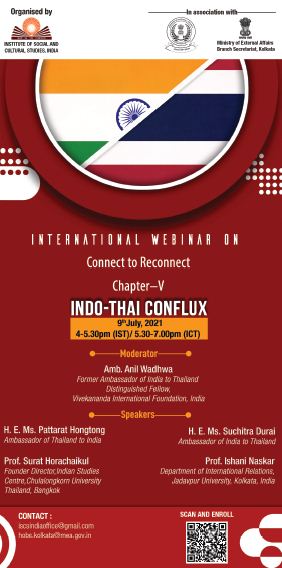 Organised by
In association with
INSTITUTE OF SOCIAL AND
CULTURAL STUDIES, INDIA
Ministry of External Affairs
Branch Secretariat, Kolkata
INTERNATIONAL WEBINAR ON
Connect to Reconnect
Chapter–V
INDO-THAI CONFLUX
9th July, 2021
4-5.30pm (IST)/ 5.30-7.00pm (ICT)
Moderator
Amb. Anil Wadhwa
Former Ambassador of India to Thailand
Distinguished Fellow,
Vivekananda International Foundation, India
Speakers
H. E. Ms. Pattarat Hongtong
Ambassador of Thailand to India
H. E. Ms. Suchitra Durai
Ambassador of India to Thailand
Prof. Surat Horachaikul
Founder Director,Indian Studies
Centre,Chulalongkorn University
Thailand, Bangkok
Prof. Ishani Naskar
Department of International Relations,
Jadavpur University, Kolkata, India
CONTACT :
iscsindiaoffice@gmail.com
hobs.kolkata@mea.gov.in
SCAN AND ENROLL